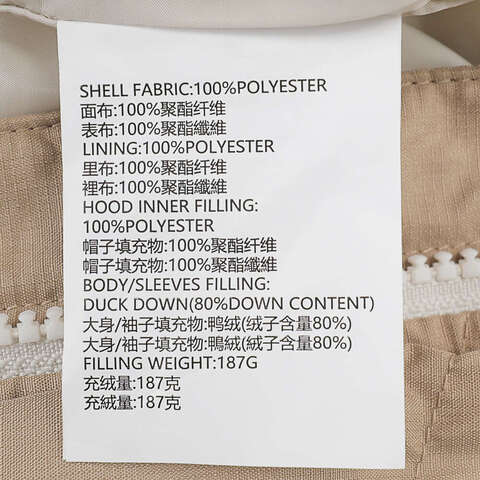 SHELL FABRIC:100%POLYESTER
面布:100%聚酯纤维
表布:100%聚酯纖維
LINING:100%POLYESTER
里布:100%聚酯纤维
裡布:100%聚酯纖維
HOOD INNER FILLING:
100%POLYESTER
帽子填充物:100%聚酯纤维
帽子填充物:100%聚酯纖維
BODY/SLEEVES FILLING:
DUCK DOWN(80%DOWN CONTENT)
大身/袖子填充物:鸭绒(绒子含量80%)
大身/袖子填充物:鴨絨(絨子含量80%)
FILLING WEIGHT:187G
充绒量:187克
充絨量:187克